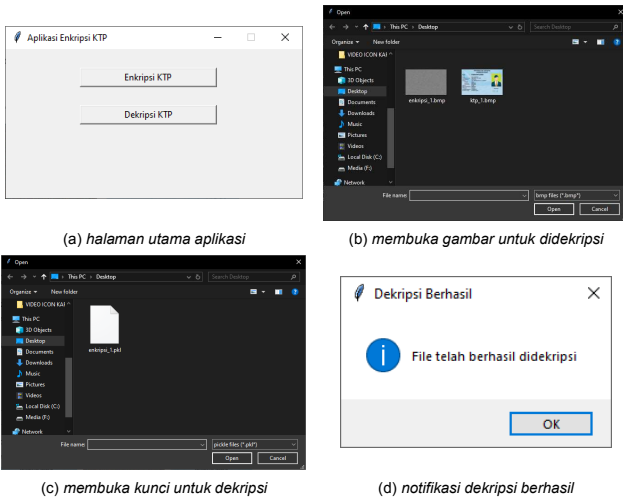 Aplikasi Enkripsi KTP
Enkripsi KTP
Dekripsi KTP
(a) halaman utama aplikasi
Open
This PC › Desktop
Search Desktop
Organize
New folder
VIDEO ICON KAI
This PC
3D Objects
Desktop
Documents
Downloads
Music
Pictures
Videos
Local Disk (C:)
Media (F:)
Network
enkripsi_1.bmp
ktp_1.bmp
File name:
bmp files (*.bmp*)
Open
Cancel
(b) membuka gambar untuk didekripsi
Open
This PC › Desktop
Search Desktop
Organize
New folder
VIDEO ICON KAI
This PC
3D Objects
Desktop
Documents
Downloads
Music
Pictures
Videos
Local Disk (C:)
Media (F:)
Network
enkripsi_1.pkl
File name:
pickle files (*.pkl*)
Open
Cancel
(c) membuka kunci untuk dekripsi
Dekripsi Berhasil
File telah berhasil didekripsi
OK
(d) notifikasi dekripsi berhasil